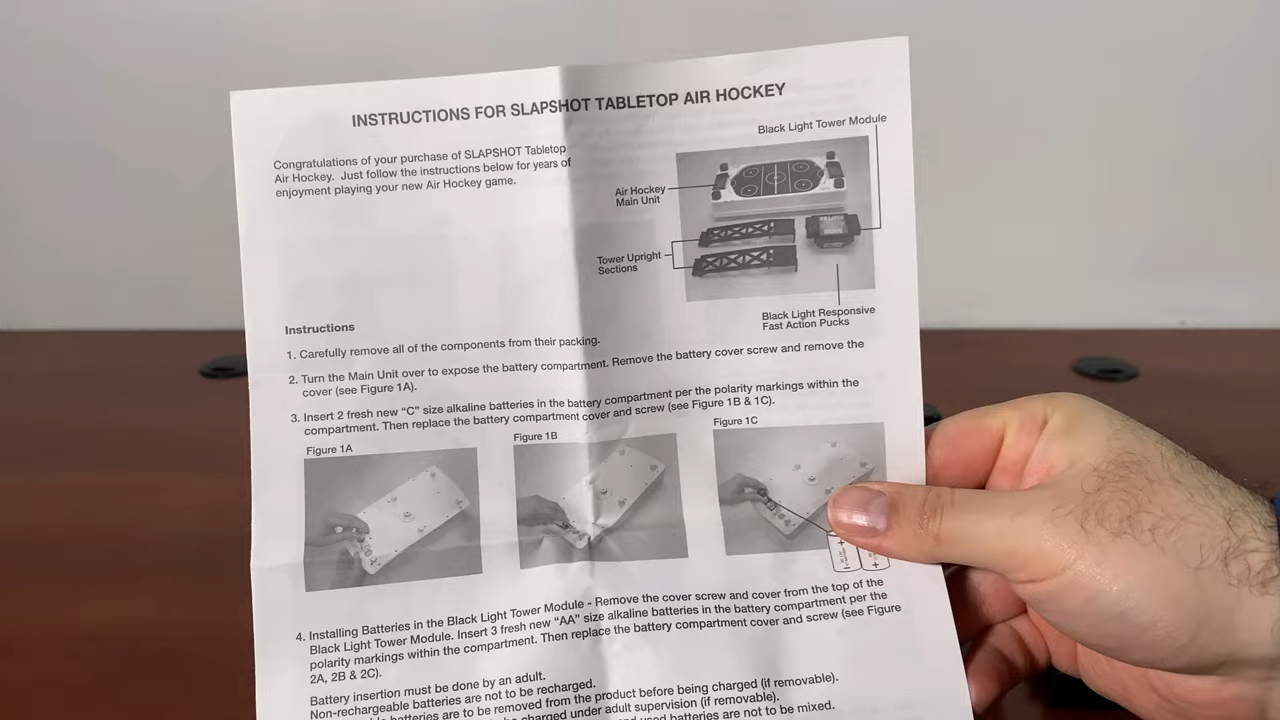 INSTRUCTIONS FOR SLAPSHOT TABLETOP AIR HOCKEY
Congratulations of your purchase of SLAPSHOT Tabletop
Air Hockey. Just follow the instructions below for years of
enjoyment playing your new Air Hockey game.
Black Light Tower Module
Air Hockey
Main Unit
Tower Upright
Sections
Black Light Responsive
Fast Action Pucks
Instructions
1. Carefully remove all of the components from their packing.
2. Turn the Main Unit over to expose the battery compartment. Remove the battery cover screw and remove the
cover (see Figure 1A).
3. Insert 2 fresh new “C” size alkaline batteries in the battery compartment per the polarity markings within the
compartment. Then replace the battery compartment cover and screw (see Figure 1B & 1C).
Figure 1A
Figure 1B
Figure 1C
4. Installing Batteries in the Black Light Tower Module - Remove the cover screw and cover from the top of the
Black Light Tower Module. Insert 3 fresh new “AA” size alkaline batteries in the battery compartment per the
polarity markings within the compartment. Then replace the battery compartment cover and screw (see Figure
2A, 2B & 2C).
Battery insertion must be done by an adult.
Non-rechargeable batteries are not to be recharged.
batteries are to be removed from the product before being charged (if removable).
charged under adult supervision (if removable).
used batteries are not to be mixed.